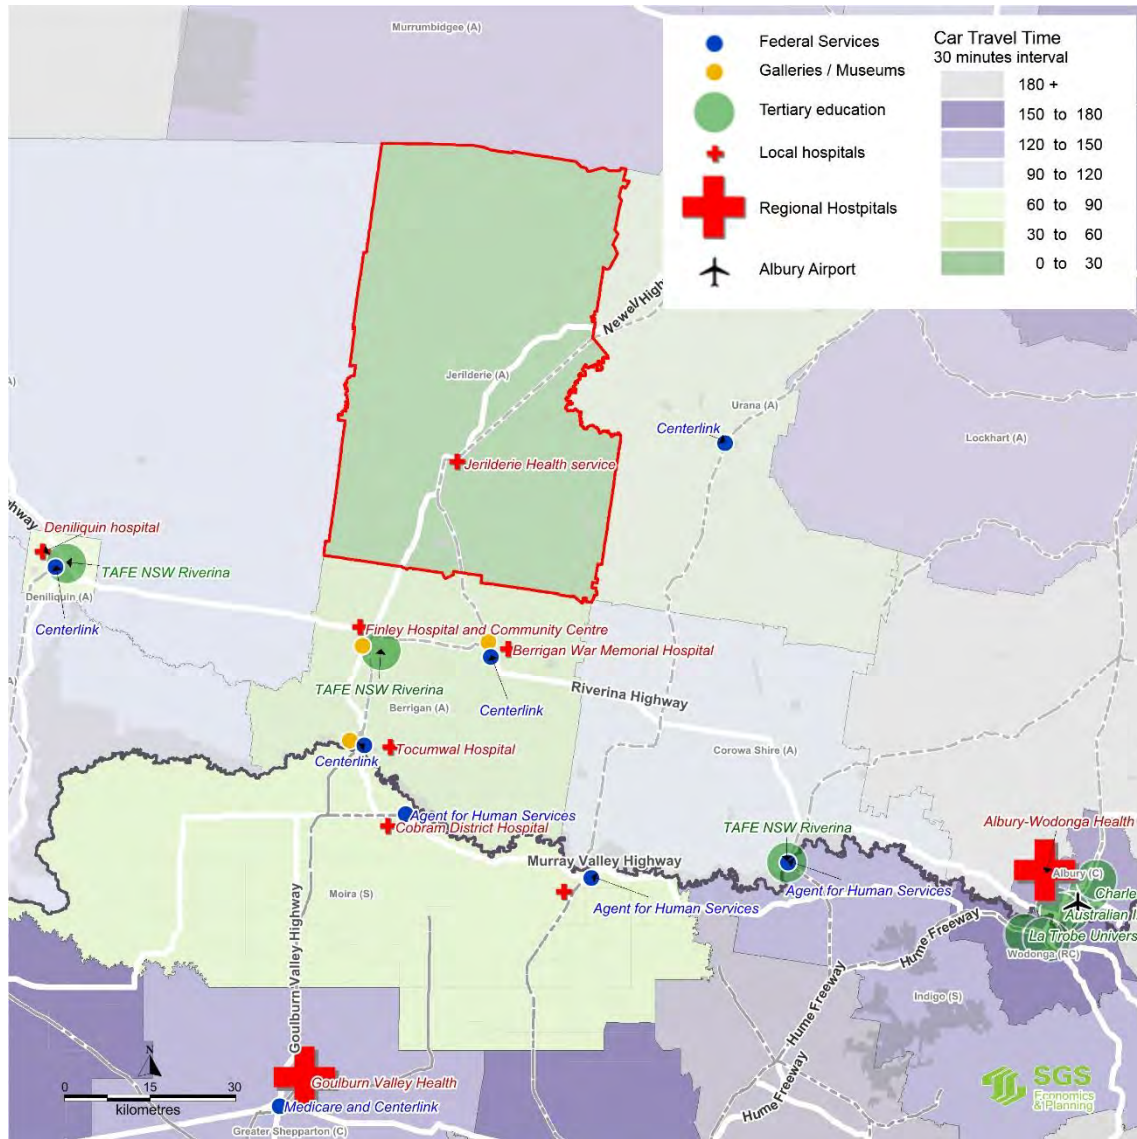 Murrumbidgee (A)
Federal Services
Galleries / Museums
Tertiary education
Local hospitals
Regional Hostpitals
Albury Airport
Car Travel Time
30 minutes interval
180 +
150 to 180
120 to 150
90 to 120
60 to 90
30 to 60
0 to 30
Newel/High
Jerilderie (A)
Urana (A)
Centerlink
Lockhart (A)
Jerilderie Health service
Deniliquin hospital
TAFE NSW Riverina
Deniliquin (A)
Centerlink
Finley Hospital and Community Centre
Berrigan War Memorial Hospital
TAFE NSW Riverina
Riverina Highway
Berrigan (A)
Centerlink
Tocumwal Hospital
Centerlink
Corowa Shire (A)
Agent for Human Services
Cobram District Hospital
TAFE NSW Riverina
Albury-Wodonga Health
Murray Valley Highway
Agent for Human Services
Albury (C)
Charle
Moira (S)
Agent for Human Services
Australian I
La Trobe Univers
Wodonga (RC)
Hume Freeway
Hume Freeway
Indigo (S)
Goulburn Valley Highway
Hume Freeway
N
0 15 30
kilometres
Goulburn Valley Health
Medicare and Centerlink
Greater Shepparton (C)
SGS
Economics
& Planning